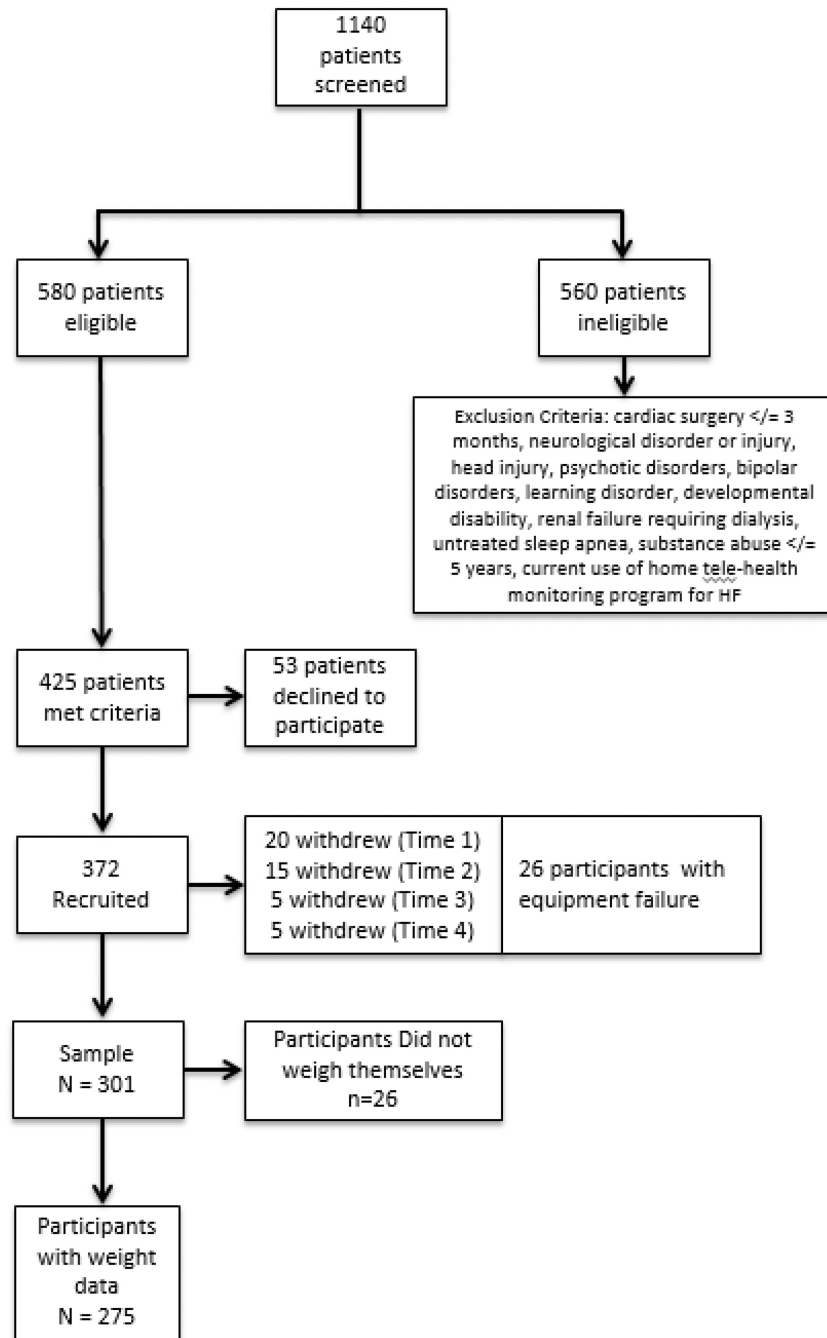 1140
patients
screened
580 patients
eligible
560 patients
ineligible
Exclusion Criteria: cardiac surgery </= 3
months, neurological disorder or injury,
head injury, psychotic disorders, bipolar
disorders, learning disorder, developmental
disability, renal failure requiring dialysis,
untreated sleep apnea, substance abuse </=
5 years, current use of home tele-health
monitoring program for HF
425 patients
met criteria
53 patients
declined to
participate
372
Recruited
20 withdrew (Time 1)
15 withdrew (Time 2)
5 withdrew (Time 3)
5 withdrew (Time 4)
26 participants with
equipment failure
Sample
N = 301
Participants Did not
weigh themselves
n=26
Participants
with weight
data
N = 275